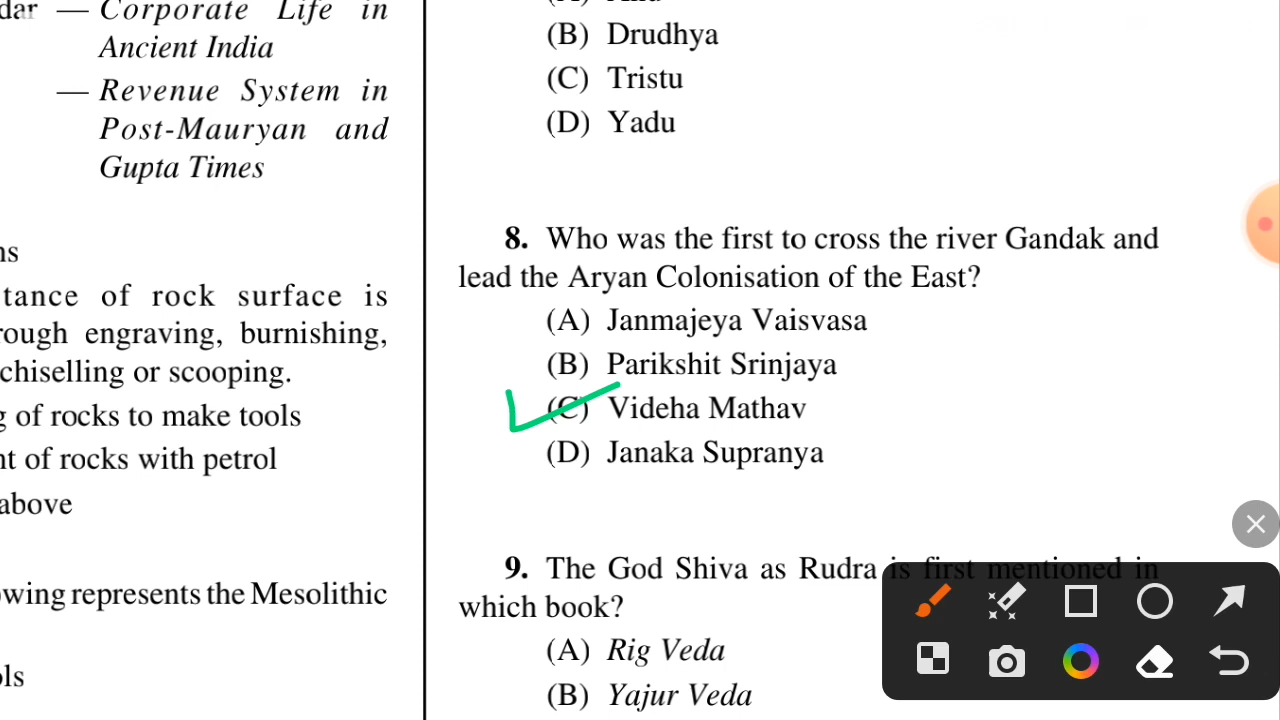 dar — Corporate Life in
Ancient India
— Revenue System in
Post-Mauryan and
Gupta Times
ns
tance of rock surface is
rough engraving, burnishing,
chiselling or scooping.
g of rocks to make tools
nt of rocks with petrol
above
owing represents the Mesolithic
ols
(B) Drudhya
(C) Tristu
(D) Yadu
8. Who was the first to cross the river Gandak and
lead the Aryan Colonisation of the East?
(A) Janmajeya Vaisvasa
(B) Parikshit Srinjaya
(C) Videha Mathav
(D) Janaka Supranya
9. The God Shiva as Rudra is first mentioned in
which book?
(A) Rig Veda
(B) Yajur Veda